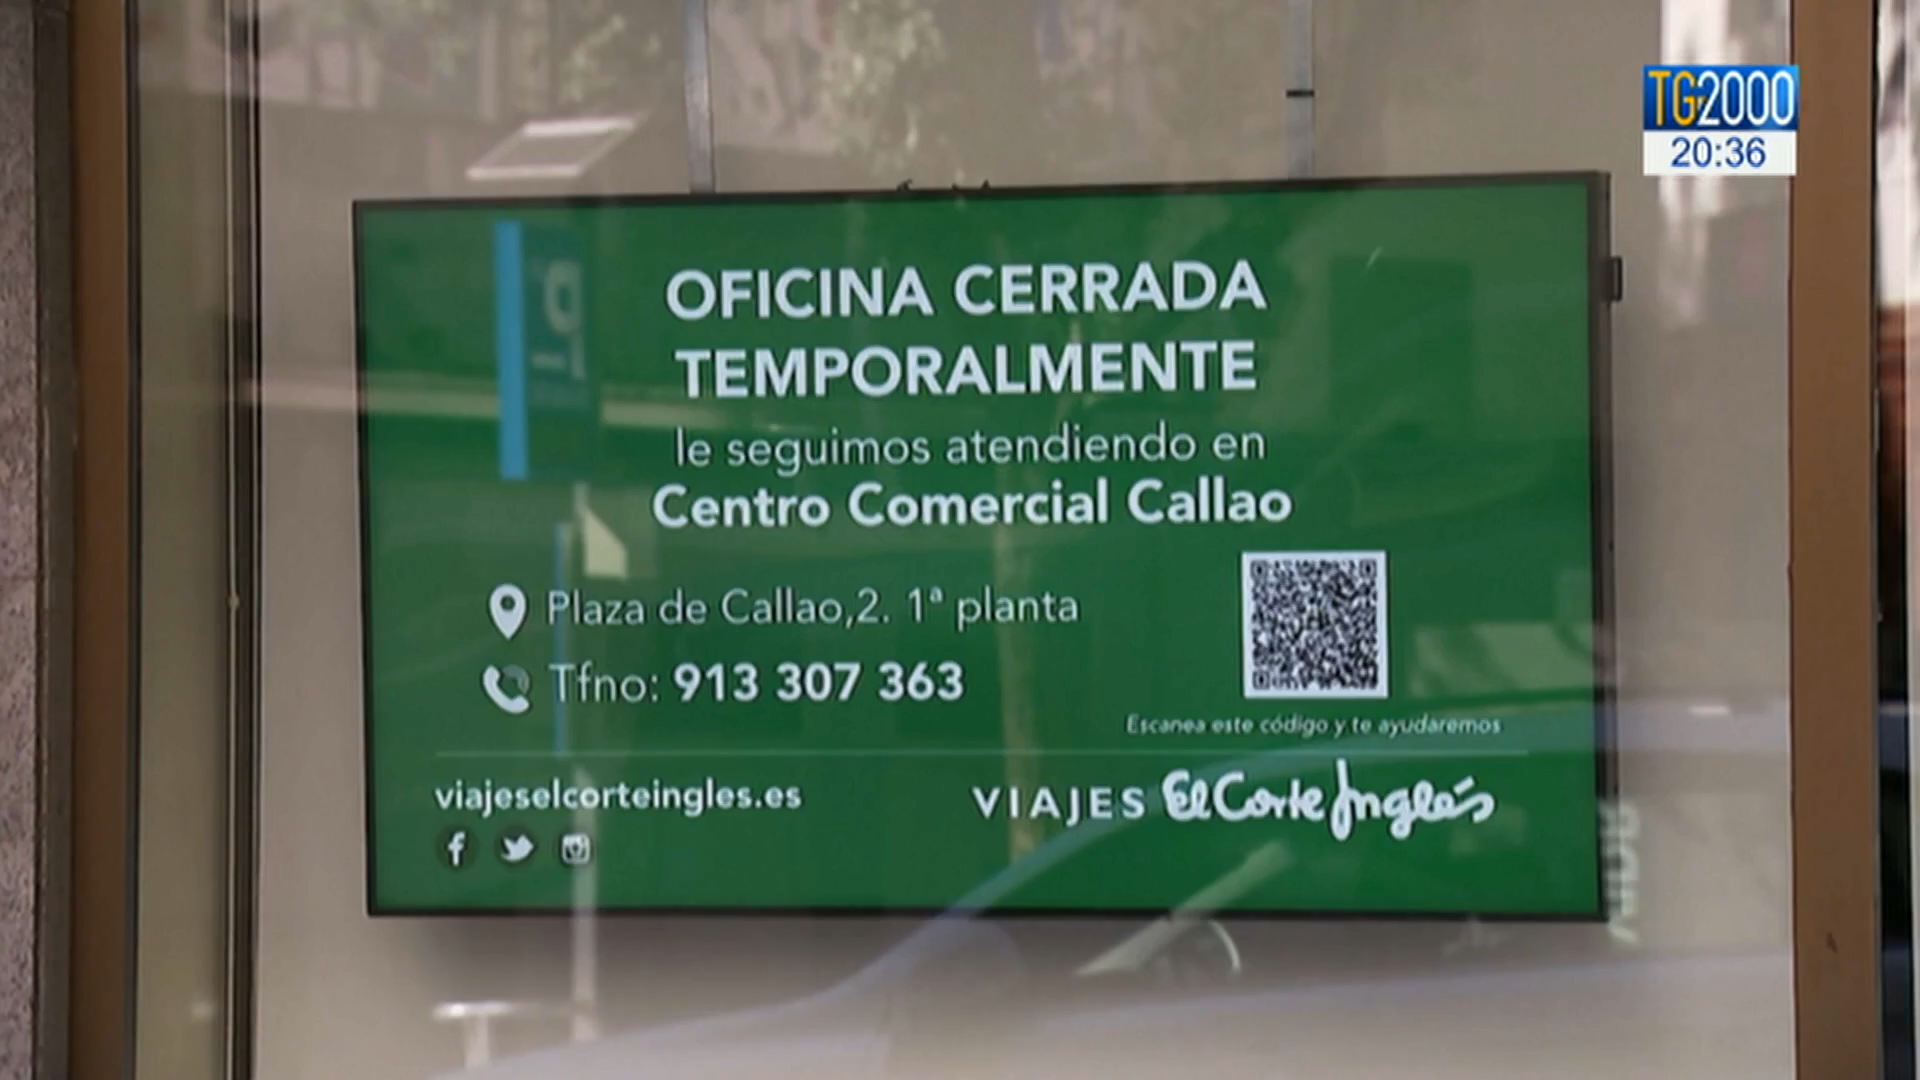 TG2000
20:36
OFICINA CERRADA
TEMPORALMENTE
le seguimos atendiendo en
Centro Comercial Callao
Plaza de Callao,2. 1ª planta
Tfno: 913 307 363
Escanea este código y te ayudaremos
viajeselcorteingles.es
VIAJES El Corte Inglés